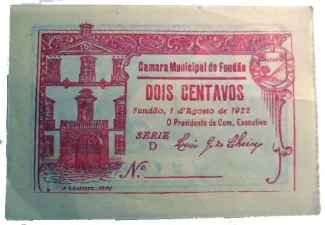 Camara Municipal do Fundão
DOIS CENTAVOS
Fundão, 1 d'Agosto de 1922
O Presidente da Com. Executiva
SERIE
D
Nº